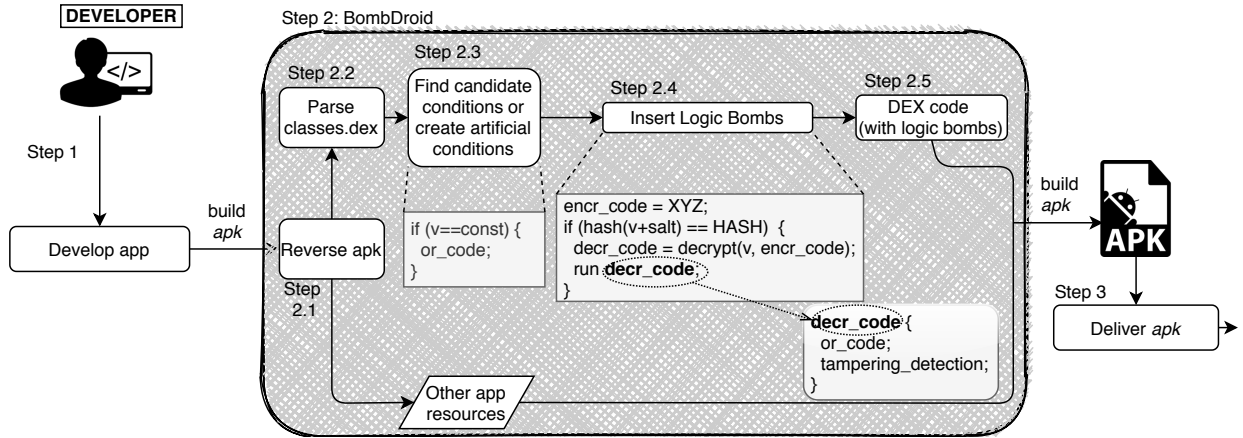 DEVELOPER
</>
Step 1
Develop app
build
apk
Step 2: BombDroid
Step 2.2
Parse
classes.dex
Reverse apk
Step
2.1
Step 2.3
Find candidate
conditions or
create artificial
conditions
if (v==const) {
or_code;
}
Step 2.4
Insert Logic Bombs
encr_code = XYZ;
if (hash(v+salt) == HASH) {
decr_code = decrypt(v, encr_code);
run decr_code;
}
decr_code {
or_code;
tampering_detection;
}
Step 2.5
DEX code
(with logic bombs)
Other app
resources
build
apk
APK
Step 3
Deliver apk